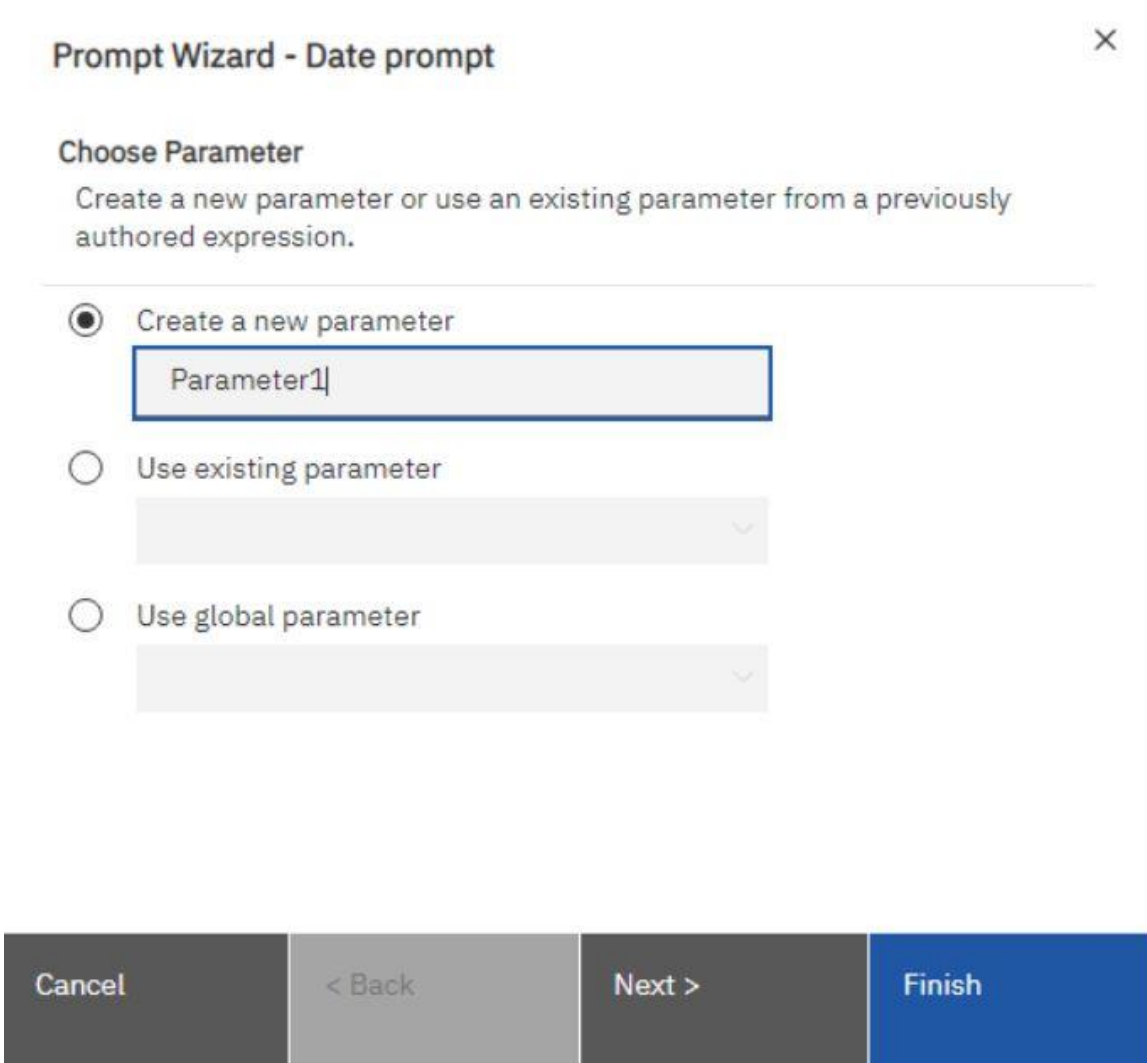 Prompt Wizard - Date prompt
Choose Parameter
Create a new parameter or use an existing parameter from a previously
authored expression.
Create a new parameter
Parameter1
Use existing parameter
Use global parameter
Cancel
< Back
Next >
Finish